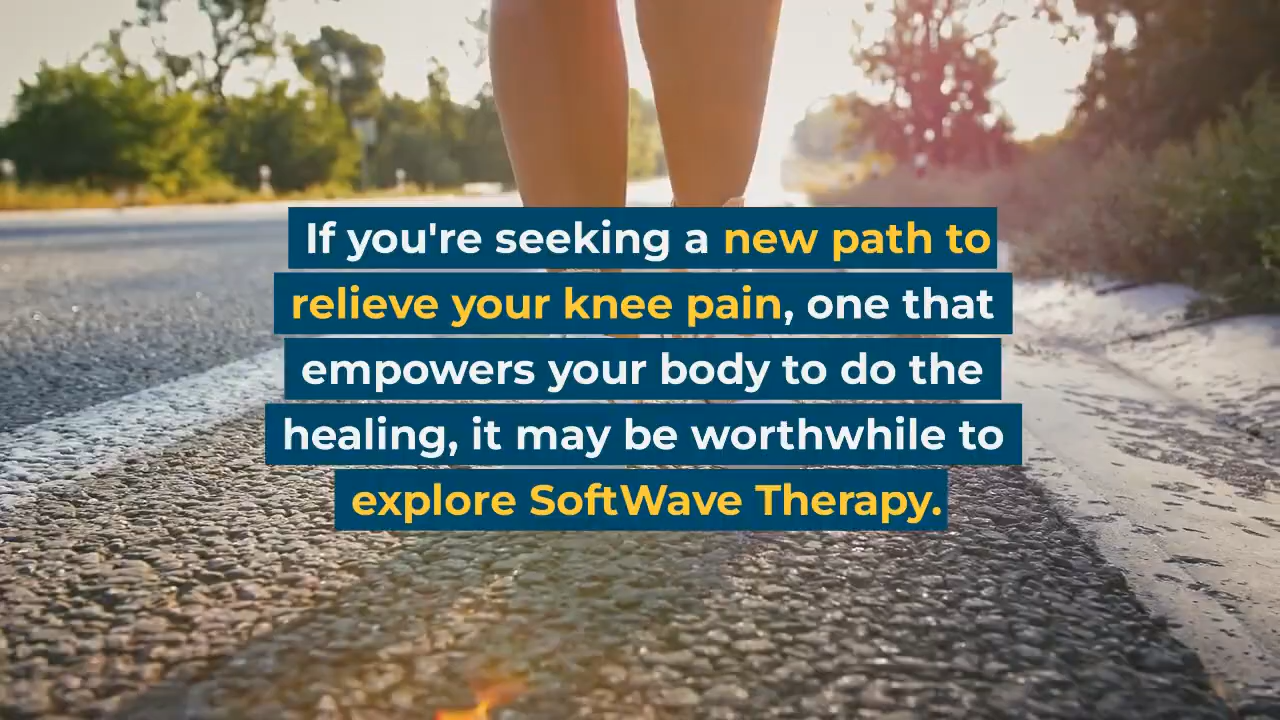 If you're seeking a new path to
relieve your knee pain, one that
empowers your body to do the
healing, it may be worthwhile to
explore SoftWave Therapy.